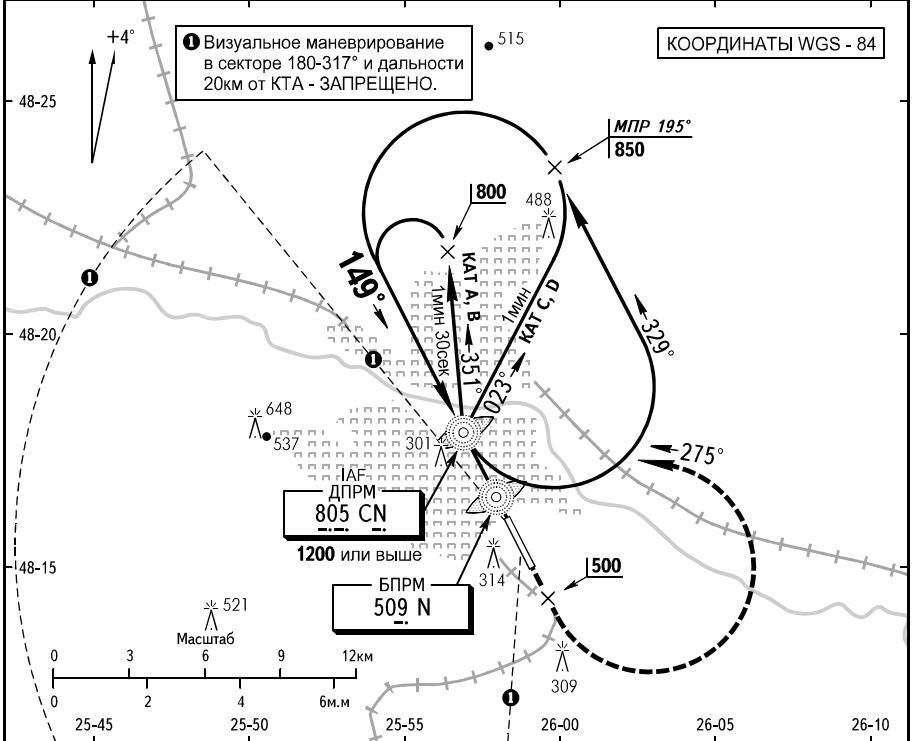 +4°
❶ Визуальное маневрирование
в секторе 180-317° и дальности
20км от КТА - ЗАПРЕЩЕНО.
515
КООРДИНАТЫ WGS - 84
48-25
МПР 195°
850
800
488
149°
КАТ A, B
1мин 30сек
351°
1мин
КАТ C, D
023°
329°
❶
48-20
❶
648
537
301
275°
IAF
ДПРМ
805 CN
1200 или выше
48-15
500
314
БПРМ
509 N
521
309
Масштаб
0 3 6 9 12км
0 2 4 6м.м
❶
25-45 25-50 25-55 26-00 26-05 26-10